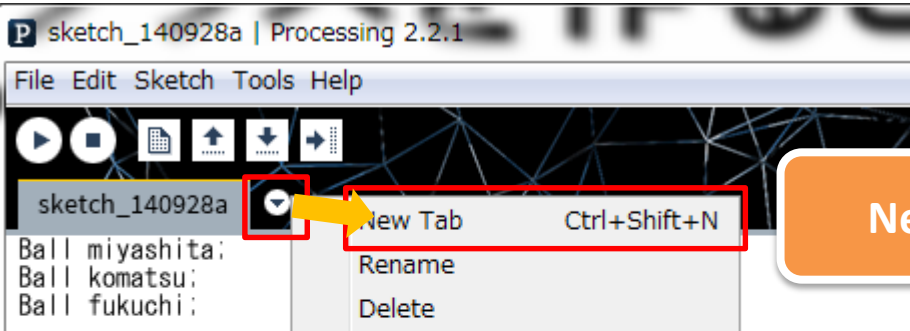 sketch_140928a | Processing 2.2.1
File Edit Sketch Tools Help
sketch_140928a
New Tab Ctrl+Shift+N
Rename
Delete
Ball miyashita;
Ball komatsu;
Ball fukuchi;